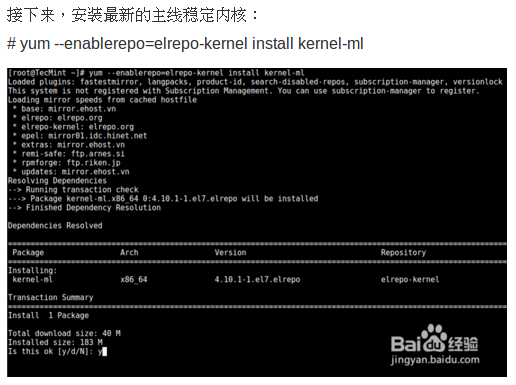 接下来，安装最新的主线稳定内核：
# yum --enablerepo=elrepo-kernel install kernel-ml
[root@TecMint ~]# yum --enablerepo=elrepo-kernel install kernel-ml
Loaded plugins: fastestmirror, langpacks, product-id, search-disabled-repos, subscription-manager, versionlock
This system is not registered with Subscription Management. You can use subscription-manager to register.
Loading mirror speeds from cached hostfile
* base: mirror.ehost.vn
* elrepo: elrepo.org
* elrepo-kernel: elrepo.org
* epel: mirror01.idc.hinet.net
* extras: mirror.ehost.vn
* remi-safe: ftp.arnes.si
* rpmforge: ftp.riken.jp
* updates: mirror.ehost.vn
Resolving Dependencies
--> Running transaction check
---> Package kernel-ml.x86_64 0:4.10.1-1.el7.elrepo will be installed
--> Finished Dependency Resolution
Dependencies Resolved
Package Arch Version Repository
Installing:
kernel-ml x86_64 4.10.1-1.el7.elrepo elrepo-kernel
Transaction Summary
Install 1 Package
Total download size: 40 M
Installed size: 183 M
Is this ok [y/d/N]: y
Bai du 经验
jingyan.baidu.com